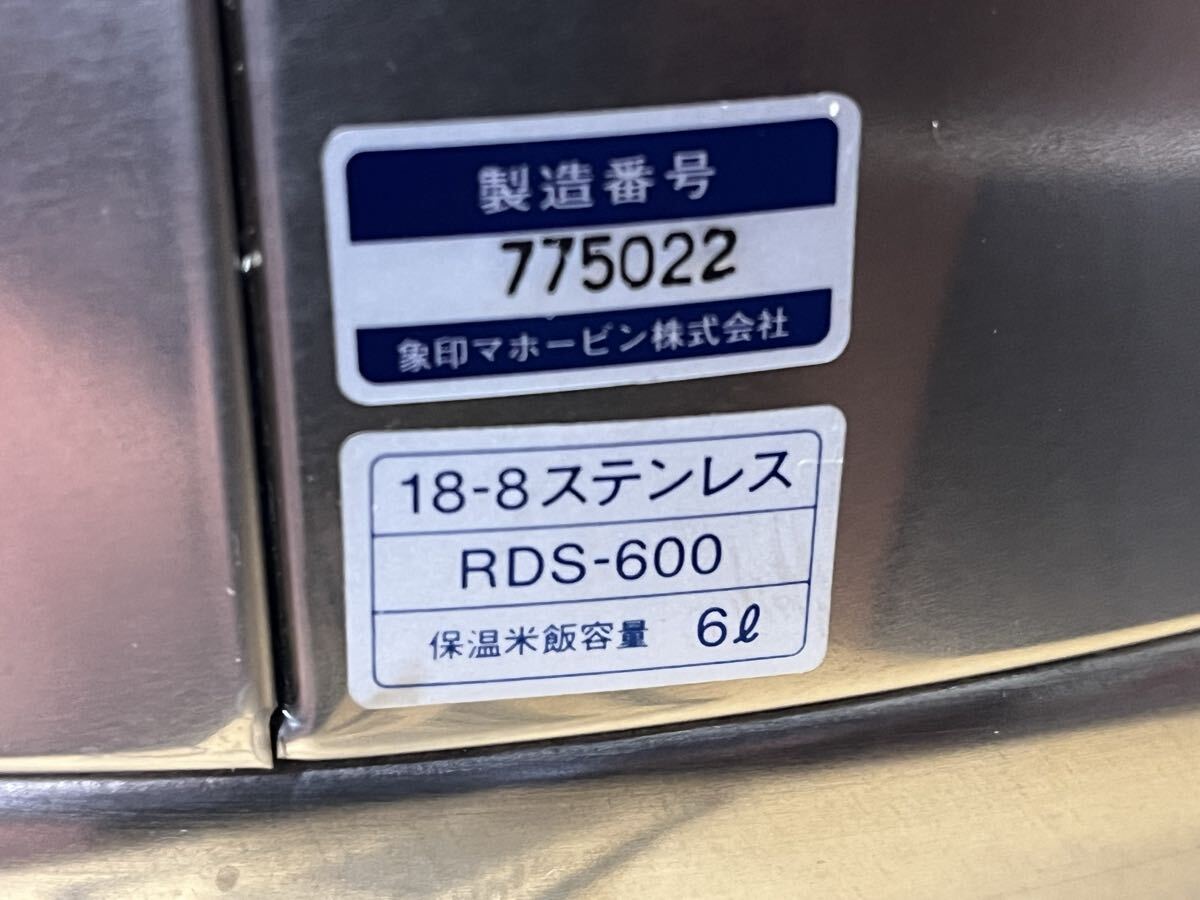 製造番号
775022
象印マホービン株式会社
18-8ステンレス
RDS-600
保温米飯容量 6ℓ